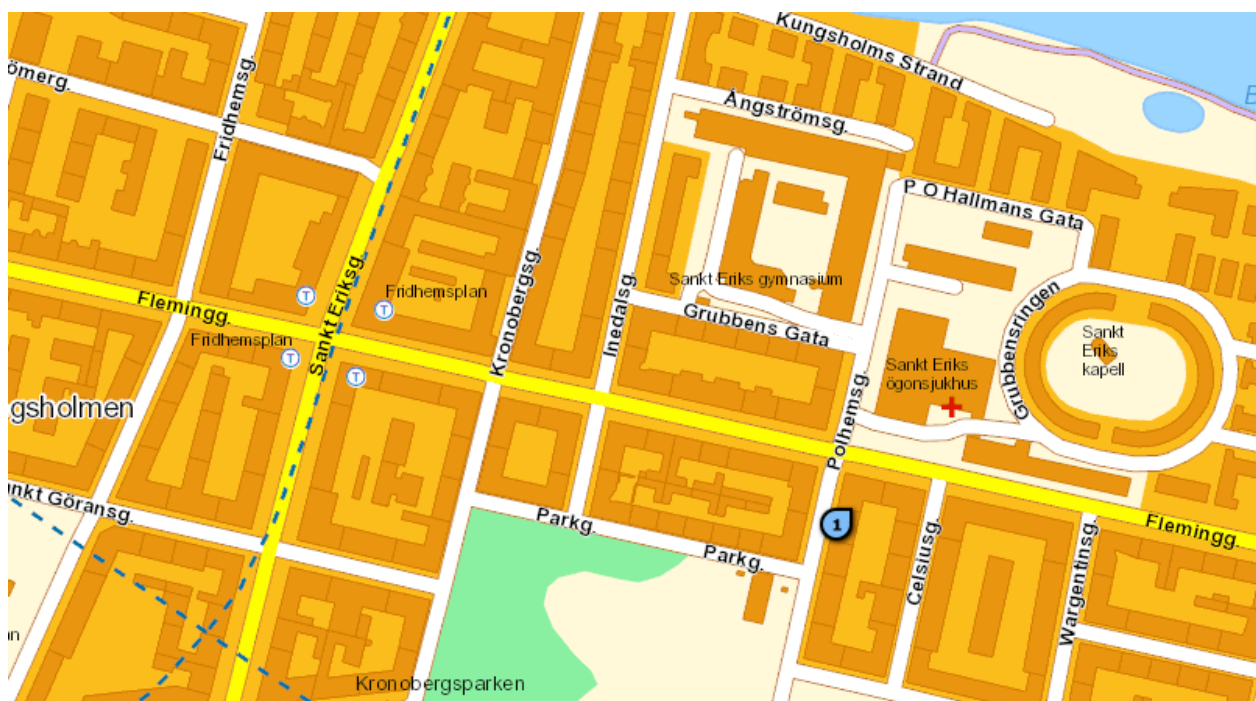 Kungsholms Strand
Fridhemsg.
ömerg.
Ångströmsg.
P O Hallmans Gata
Sankt Eriksg.
Kronobergsg.
Inedalsg.
Sankt Eriks gymnasium
Fridhemsplan
T
T
Flemingg.
Grubbens Gata
Grubbensringen
Sankt
Eriks
kapell
Fridhemsplan
T
T
Sankt Eriks
ögonsjukhus
gsholmen
Polhemsg.
nkt Göransg.
Parkg.
Parkg.
1
Flemingg.
Celsiusg.
Wargentinsg.
Kronobergsparken